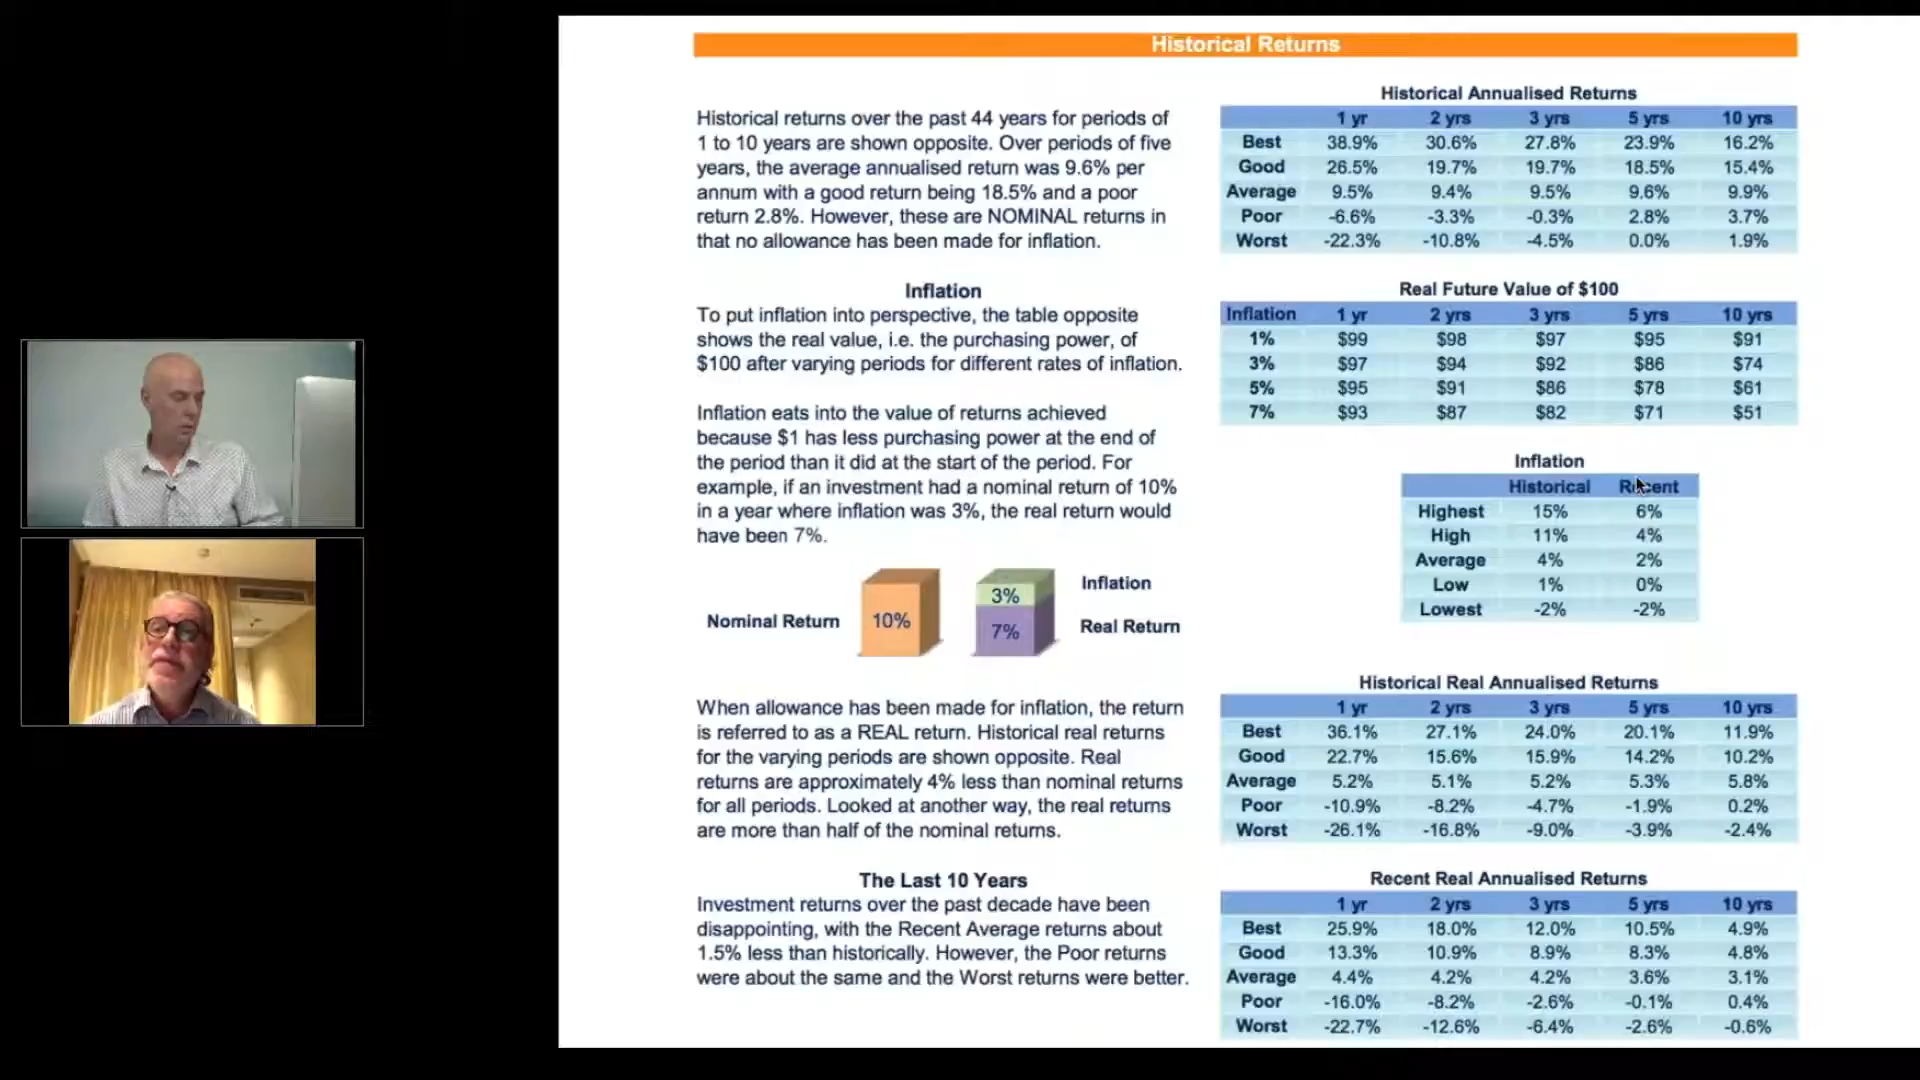 Historical Returns
Historical returns over the past 44 years for periods of
1 to 10 years are shown opposite. Over periods of five
years, the average annualised return was 9.6% per
annum with a good return being 18.5% and a poor
return 2.8%. However, these are NOMINAL returns in
that no allowance has been made for inflation.
Inflation
To put inflation into perspective, the table opposite
shows the real value, i.e. the purchasing power, of
$100 after varying periods for different rates of inflation.
Inflation eats into the value of returns achieved
because $1 has less purchasing power at the end of
the period than it did at the start of the period. For
example, if an investment had a nominal return of 10%
in a year where inflation was 3%, the real return would
have been 7%.
Nominal Return 10% 3% Inflation
7% Real Return
When allowance has been made for inflation, the return
is referred to as a REAL return. Historical real returns
for the varying periods are shown opposite. Real
returns are approximately 4% less than nominal returns
for all periods. Looked at another way, the real returns
are more than half of the nominal returns.
The Last 10 Years
Investment returns over the past decade have been
disappointing, with the Recent Average returns about
1.5% less than historically. However, the Poor returns
were about the same and the Worst returns were better.
Historical Annualised Returns
1 yr 2 yrs 3 yrs 5 yrs 10 yrs
Best 38.9% 30.6% 27.8% 23.9% 16.2%
Good 26.5% 19.7% 19.7% 18.5% 15.4%
Average 9.5% 9.4% 9.5% 9.6% 9.9%
Poor -6.6% -3.3% -0.3% 2.8% 3.7%
Worst -22.3% -10.8% -4.5% 0.0% 1.9%
Real Future Value of $100
Inflation 1 yr 2 yrs 3 yrs 5 yrs 10 yrs
1% $99 $98 $97 $95 $91
3% $97 $94 $92 $86 $74
5% $95 $91 $86 $78 $61
7% $93 $87 $82 $71 $51
Inflation
Historical Recent
Highest 15% 6%
High 11% 4%
Average 4% 2%
Low 1% 0%
Lowest -2% -2%
Historical Real Annualised Returns
1 yr 2 yrs 3 yrs 5 yrs 10 yrs
Best 36.1% 27.1% 24.0% 20.1% 11.9%
Good 22.7% 15.6% 15.9% 14.2% 10.2%
Average 5.2% 5.1% 5.2% 5.3% 5.8%
Poor -10.9% -8.2% -4.7% -1.9% 0.2%
Worst -26.1% -16.8% -9.0% -3.9% -2.4%
Recent Real Annualised Returns
1 yr 2 yrs 3 yrs 5 yrs 10 yrs
Best 25.9% 18.0% 12.0% 10.5% 4.9%
Good 13.3% 10.9% 8.9% 8.3% 4.8%
Average 4.4% 4.2% 4.2% 3.6% 3.1%
Poor -16.0% -8.2% -2.6% -0.1% 0.4%
Worst -22.7% -12.6% -6.4% -2.6% -0.6%